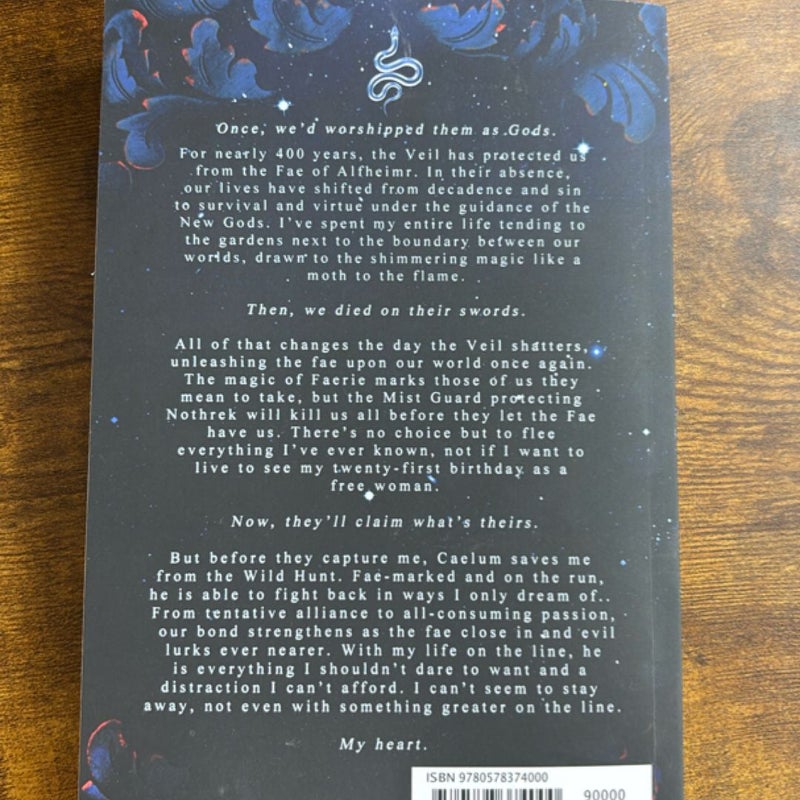 Once, we'd worshipped them as Gods.
For nearly 400 years, the Veil has protected us
from the Fae of Alfheimr. In their absence,
our lives have shifted from decadence and sin
to survival and virtue under the guidance of the
New Gods. I've spent my entire life tending to
the gardens next to the boundary between our
worlds, drawn to the shimmering magic like a
moth to the flame.
Then, we died on their swords.
All of that changes the day the Veil shatters,
unleashing the fae upon our world once again.
The magic of Faerie marks those of us they
mean to take, but the Mist Guard protecting
Nothrek will kill us all before they let the Fae
have us. There's no choice but to flee
everything I've ever known, not if I want to
live to see my twenty-first birthday as a
free woman.
Now, they'll claim what's theirs.
But before they capture me, Caelum saves me
from the Wild Hunt. Fae-marked and on the run,
he is able to fight back in ways I only dream of..
From tentative alliance to all-consuming passion,
our bond strengthens as the fae close in and evil
lurks ever nearer. With my life on the line, he
is everything I shouldn't dare to want and a
distraction I can't afford. I can't seem to stay
away, not even with something greater on the line.
My heart.
ISBN 9780578374000
90000